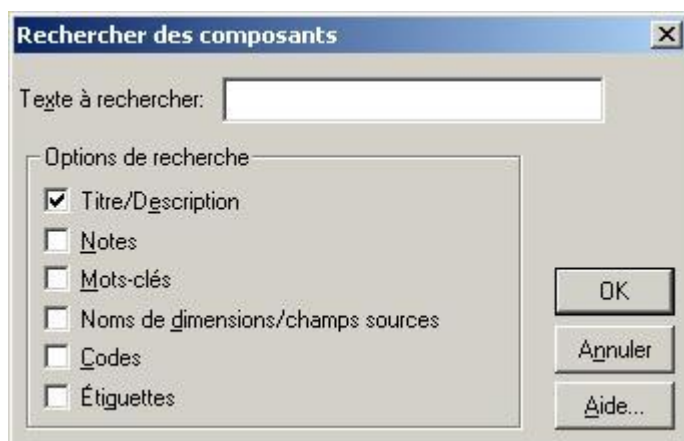 Rechercher des composants
Texte à rechercher:
Options de recherche
Titre/Description
Notes
Mots-clés
Noms de dimensions/champs sources
Codes
Étiguettes
OK
Annuler
Aide...